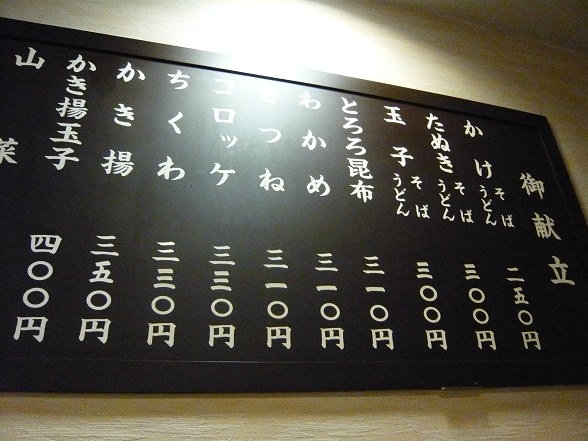 御献立
かけ そば うどん 二五〇円
たぬき そば うどん 三〇〇円
玉子 そば うどん 三〇〇円
とろろ昆布 三一〇円
わかめ 三一〇円
きつね 三一〇円
コロッケ 三三〇円
ちくわ 三三〇円
かき揚 三五〇円
かき揚玉子 四〇〇円
山菜